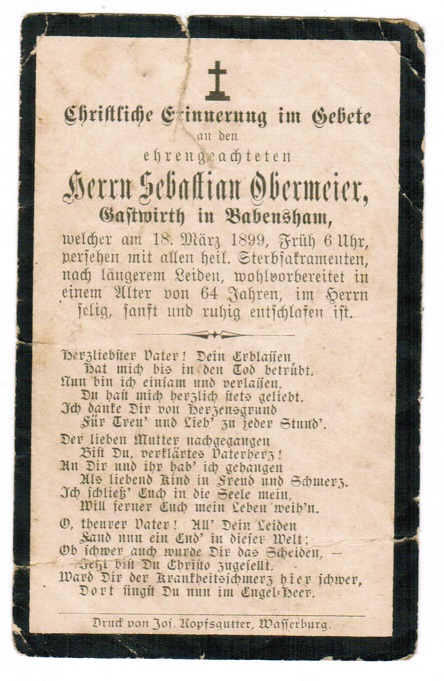 Christliche Erinnerung im Gebete
an den
ehrengeachteten
Herrn Sebastian Obermeier,
Gastwirth in Babensham,
welcher am 18. März 1899, Früh 6 Uhr,
versehen mit allen heil. Sterbsakramenten,
nach längerem Leiden, wohlvorbereitet in
einem Alter von 64 Jahren, im Herrn
selig, sanft und ruhig entschlafen ist.
Herzliebster Vater! Dein Erblassen
Hat mich bis in den Tod betrübt.
Nun bin ich einsam und verlassen.
Du hast mich herzlich stets geliebt.
Ich danke Dir von Herzensgrund
Für Treu' und Lieb' zu jeder Stund'.
Der lieben Mutter nachgegangen
Bist Du, verklärtes Vaterherz!
An Dir und ihr hab' ich gehangen
Als liebend Kind in Freud und Schmerz.
Ich schließ' Euch in die Seele mein,
Will ferner Euch mein Leben weih'n.
O, theurer Vater! All' Dein Leiden
Fand nun ein End' in dieser Welt;
Ob schwer auch wurde Dir das Scheiden, —
Jetzt bist Du Christo zugesellt.
Ward Dir der Krankheitschmerz hier schwer,
Dort singst Du nun im Engel-Heer.
Druck von Jos. Kopfsgutter, Wasserburg.